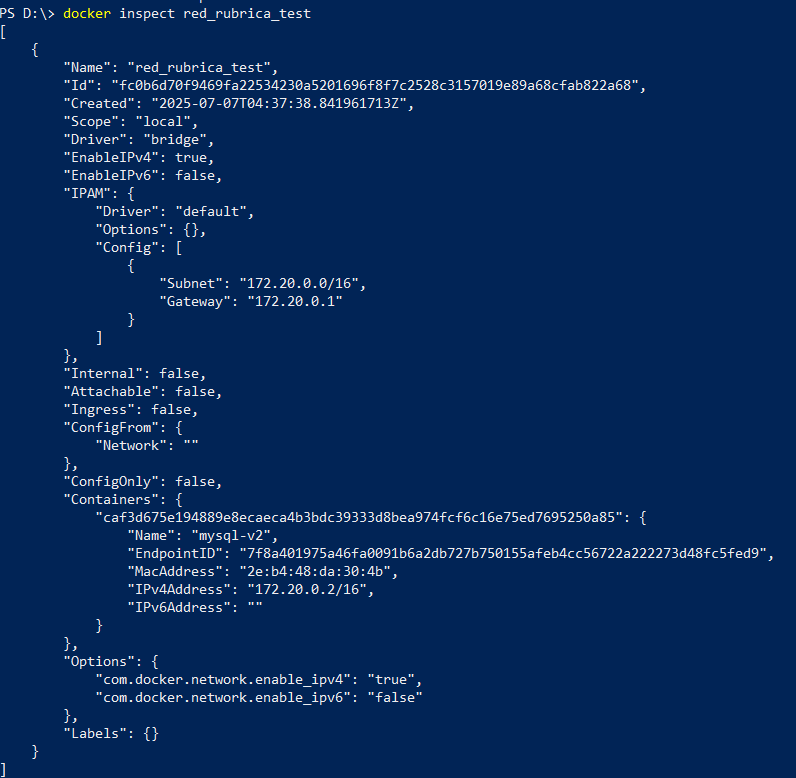 PS D:\> docker inspect red_rubrica_test
[
    {
        "Name": "red_rubrica_test",
        "Id": "fc0b6d70f9469fa22534230a5201696f8f7c2528c3157019e89a68cfab822a68",
        "Created": "2025-07-07T04:37:38.841961713Z",
        "Scope": "local",
        "Driver": "bridge",
        "EnableIPv4": true,
        "EnableIPv6": false,
        "IPAM": {
            "Driver": "default",
            "Options": {},
            "Config": [
                {
                    "Subnet": "172.20.0.0/16",
                    "Gateway": "172.20.0.1"
                }
            ]
        },
        "Internal": false,
        "Attachable": false,
        "Ingress": false,
        "ConfigFrom": {
            "Network": ""
        },
        "ConfigOnly": false,
        "Containers": {
            "caf3d675e194889e8ecaeca4b3bdc39333d8bea974fcf6c16e75ed7695250a85": {
                "Name": "mysql-v2",
                "EndpointID": "7f8a401975a46fa0091b6a2db727b750155afeb4cc56722a222273d48fc5fed9",
                "MacAddress": "2e:b4:48:da:30:4b",
                "IPv4Address": "172.20.0.2/16",
                "IPv6Address": ""
            }
        },
        "Options": {
            "com.docker.network.enable_ipv4": "true",
            "com.docker.network.enable_ipv6": "false"
        },
        "Labels": {}
    }
]